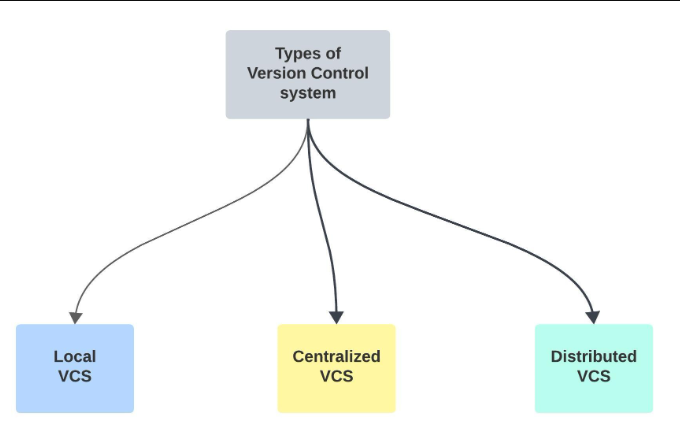 Types of
Version Control
system
Local
VCS
Centralized
VCS
Distributed
VCS